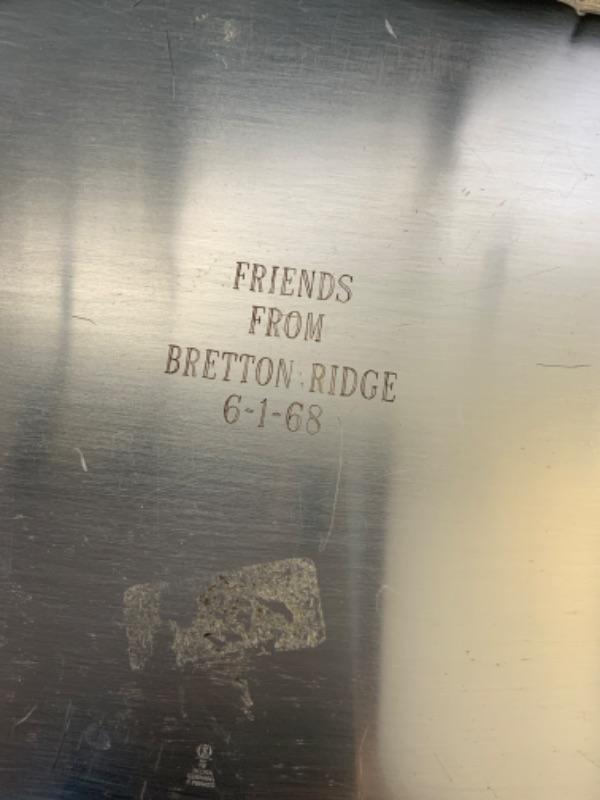 FRIENDS
FROM
BRETTON RIDGE
6-1-68